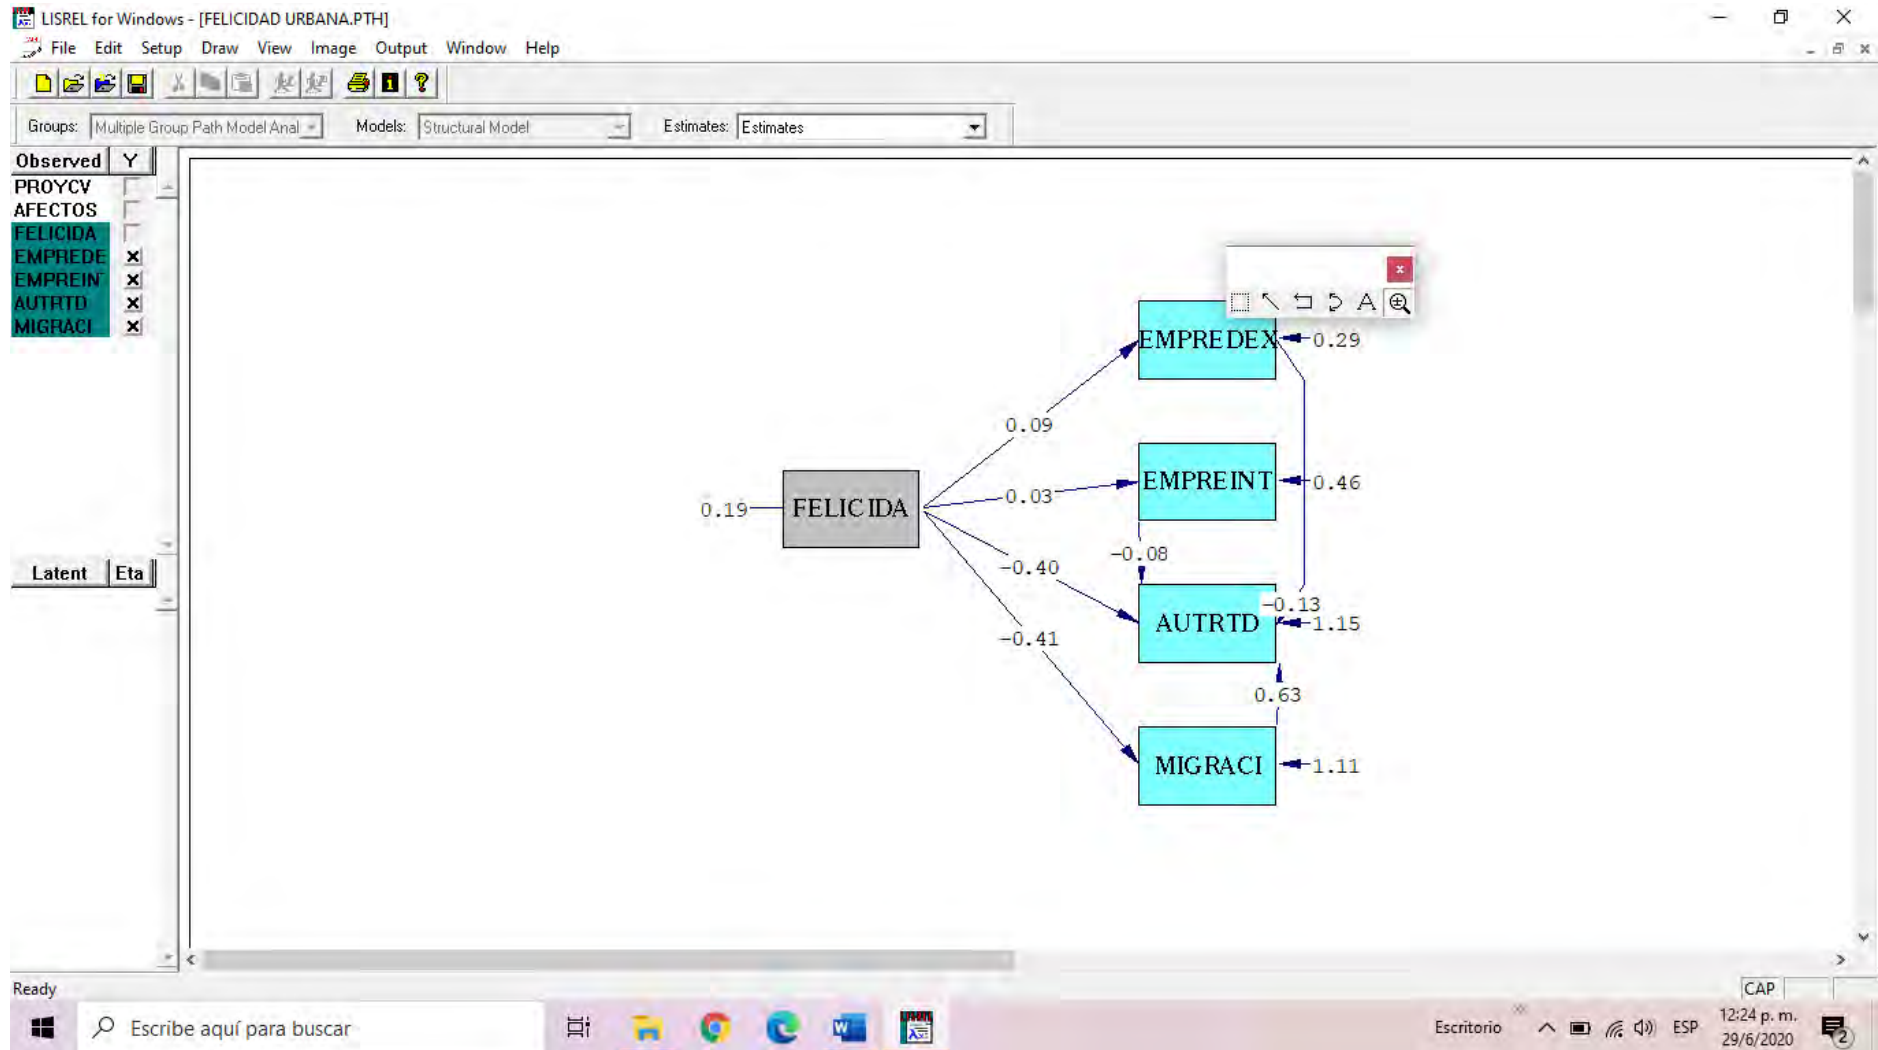 LISREL for Windows - [FELICIDAD URBANA.PTH]
File Edit Setup Draw View Image Output Window Help
Groups: Multiple Group Path Model Anal Models: Structural Model Estimates: Estimates
Observed Y
PROYCV
AFECTOS
FELICIDA
EMPREDE
EMPREIN
AUTRTD
MIGRACI
Latent Eta
EMPREDEX
0.29
0.09
EMPREINT
0.46
0.03
0.19
FELICIDA
-0.08
-0.40
-0.13
AUTRTD
1.15
-0.41
0.63
MIGRACI
1.11
Ready
CAP
Escribe aquí para buscar
Escritorio
ESP
12:24 p. m.
29/6/2020
2